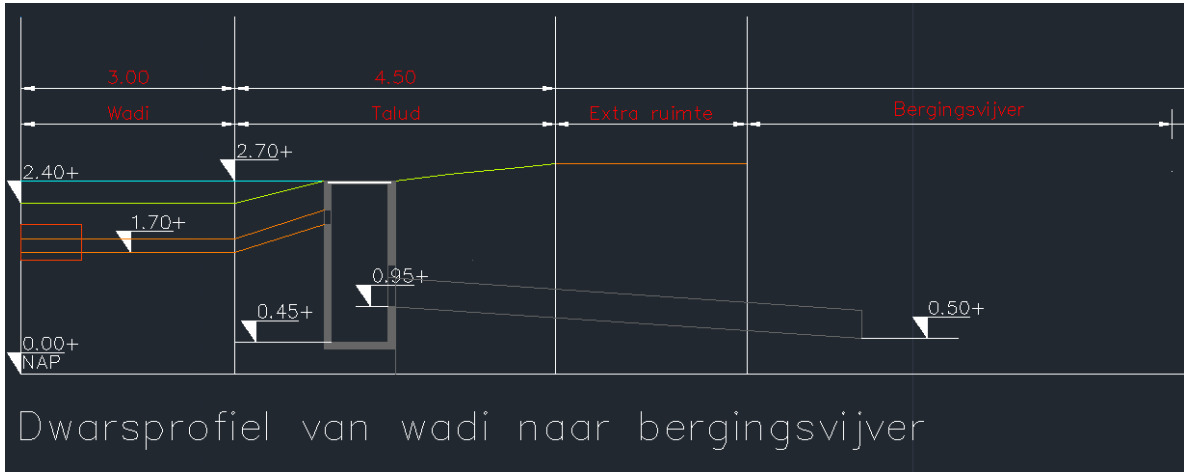 3.00
4.50
Wadi
Talud
Extra ruimte
Bergingsvijver
2.70+
2.40+
1.70+
0.95+
0.45+
0.50+
0.00+
NAP
Dwarsprofiel van wadi naar bergingsvijver